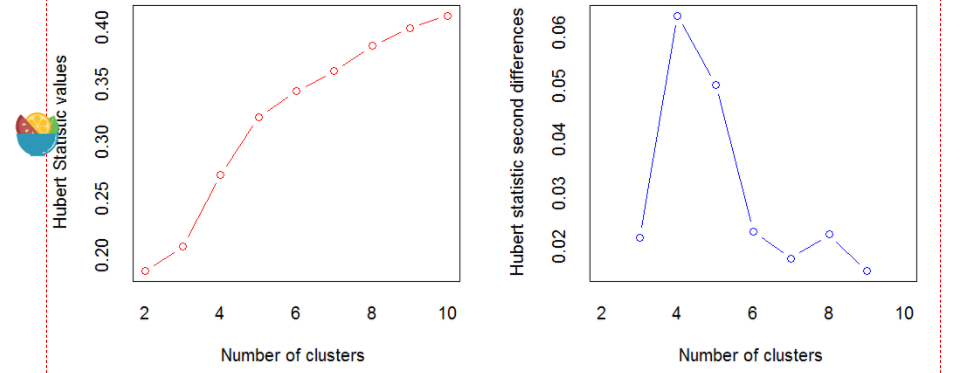 Hubert Statistic values
0.20 0.25 0.30 0.35 0.40
2 4 6 8 10
Number of clusters
Hubert statistic second differences
0.02 0.03 0.04 0.05 0.06
2 4 6 8 10
Number of clusters